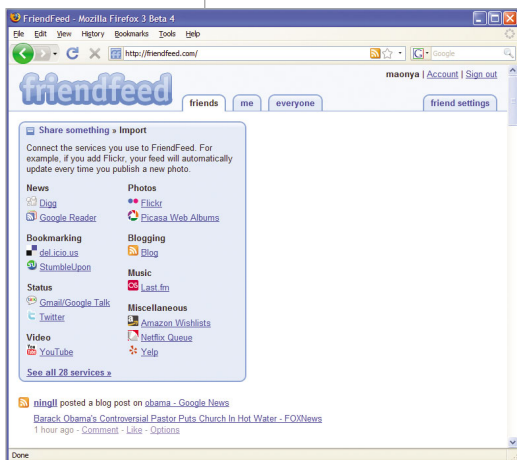 FriendFeed - Mozilla Firefox 3 Beta 4
File Edit View History Bookmarks Tools Help
http://friendfeed.com/
G Google
maonya | Account | Sign out
friendfeed
friends me everyone friend settings
Share something » Import
Connect the services you use to FriendFeed. For
example, if you add Flickr, your feed will automatically
update every time you publish a new photo.
News
Digg
Google Reader
Bookmarking
del.icio.us
StumbleUpon
Status
Gmail/Google Talk
Twitter
Video
YouTube
See all 28 services »
Photos
Flickr
Picasa Web Albums
Blogging
Blog
Music
Last.fm
Miscellaneous
Amazon Wishlists
Netflix Queue
Yelp
ningll posted a blog post on obama - Google News
Barack Obama's Controversial Pastor Puts Church In Hot Water - FOXNews
1 hour ago - Comment - Like - Options
Done